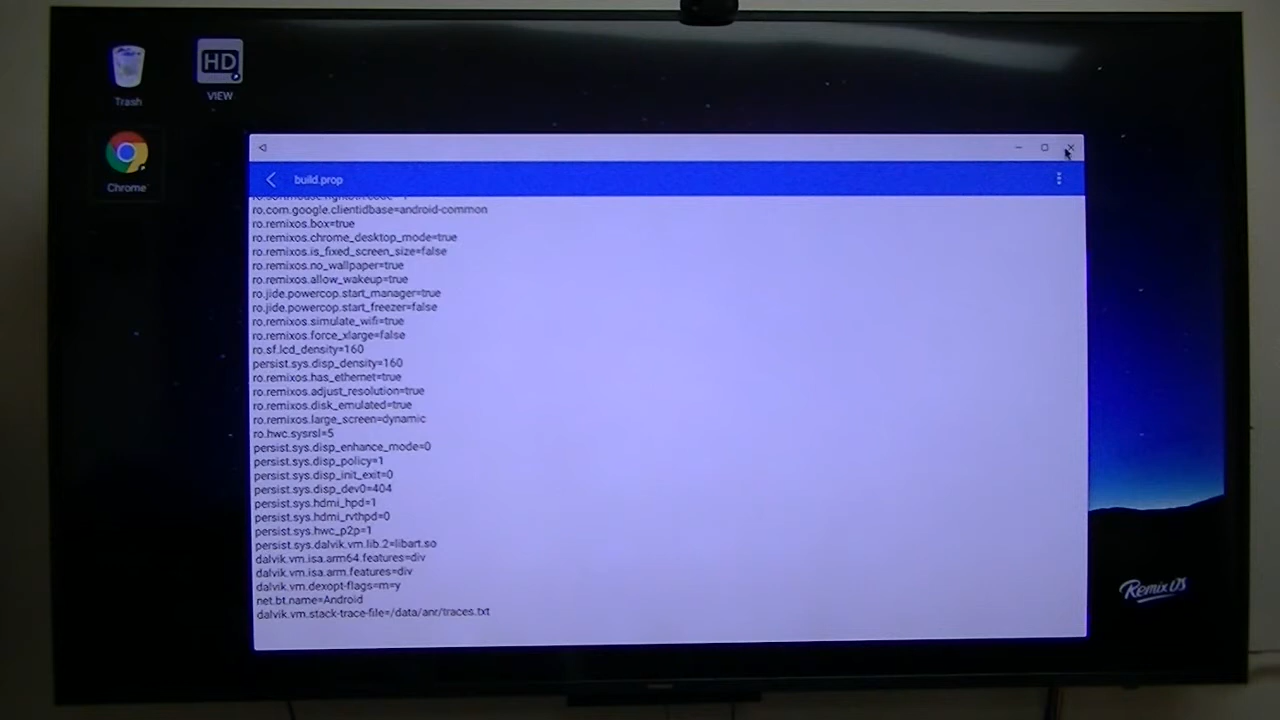 HD
Trash
VIEW
Chrome
build.prop
ro.com.google.clientidbase=android-common
ro.remixos.box=true
ro.remixos.chrome_desktop_mode=true
ro.remixos.is_fixed_screen_size=false
ro.remixos.no_wallpaper=true
ro.remixos.allow_wakeup=true
ro.jide.powercop.start_manager=true
ro.jide.powercop.start_freezer=false
ro.remixos.simulate_wifi=true
ro.remixos.force_xlarge=false
ro.sf.lcd_density=160
persist.sys.disp_density=160
ro.remixos.has_ethernet=true
ro.remixos.adjust_resolution=true
ro.remixos.disk_emulated=true
ro.remixos.large_screen=dynamic
ro.hwc.sysrsl=5
persist.sys.disp_enhance_mode=0
persist.sys.disp_policy=1
persist.sys.disp_init_exit=0
persist.sys.disp_dev0=404
persist.sys.hdmi_hpd=1
persist.sys.hdmi_rvthpd=0
persist.sys.hwc_p2p=1
persist.sys.dalvik.vm.lib.2=libart.so
dalvik.vm.isa.arm64.features=div
dalvik.vm.isa.arm.features=div
dalvik.vm.dexopt-flags=m=y
net.bt.name=Android
dalvik.vm.stack-trace-file=/data/anr/traces.txt
Remix OS